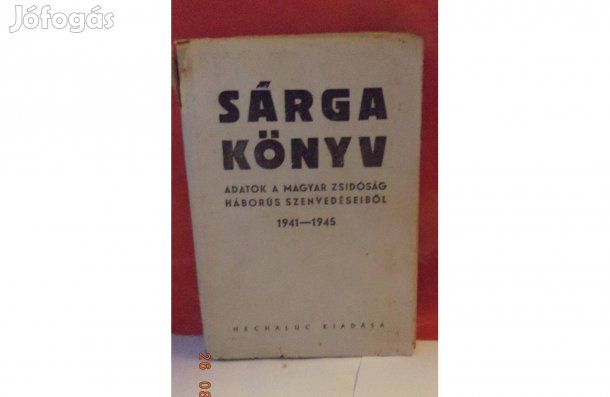 Jófogás
SÁRGA
KÖNYV
ADATOK A MAGYAR ZSIDÓSÁG
HÁBORÚS SZENVEDÉSEIBŐL
1941—1945
HECHALUC KIADÁSA